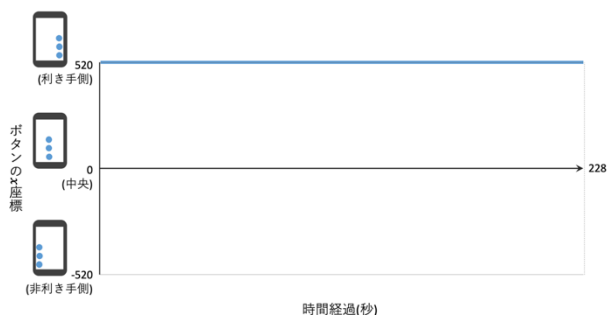 520
(利き手側)
ボタンのx座標
0
(中央)
228
-520
(非利き手側)
時間経過(秒)